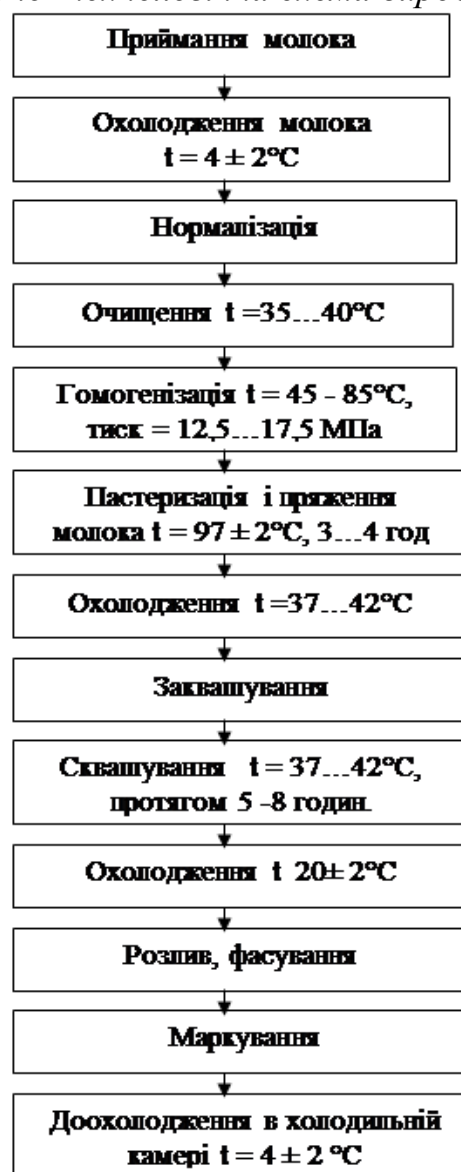 Приймання молока
Охолодження молока
t = 4 ± 2°C
Нормалізація
Очищення t =35...40°C
Гомогенізація t = 45 - 85°C,
тиск = 12,5...17,5 МПа
Пастеризація і пряження
молока t = 97 ± 2°C, 3...4 год
Охолодження t =37...42°C
Заквашування
Сквашування t = 37...42°C,
протягом 5 -8 годин.
Охолодження t 20± 2°C
Розлив, фасування
Маркування
Доохолодження в холодильній
камері t = 4 ± 2 °C